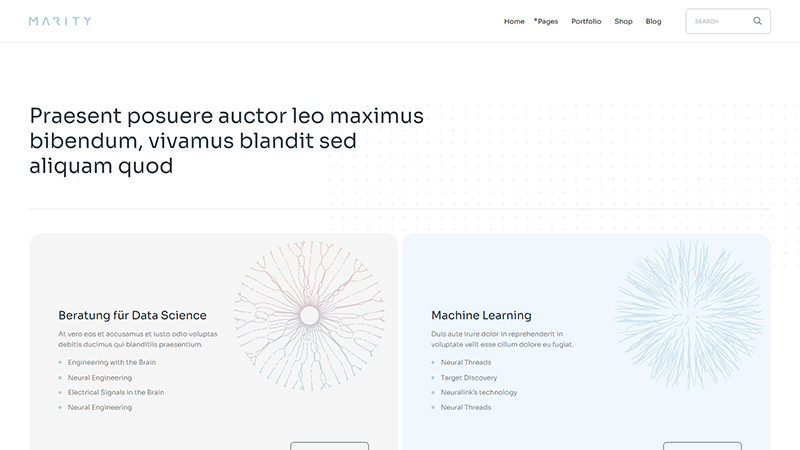 MARITY
Home *Pages Portfolio Shop Blog SEARCH
Praesent posuere auctor leo maximus
bibendum, vivamus blandit sed
aliquam quod
Beratung für Data Science
At vero eos et accusamus et iusto odio voluptas
debitis ducimus qui blanditiis praesentium.
Engineering with the Brain
Neural Engineering
Electrical Signals in the Brain
Neural Engineering
Machine Learning
Duis aute irure dolor in reprehenderit in
voluptate velit esse cillum dolore eu fugiat.
Neural Threads
Target Discovery
Neuralink's technology
Neural Threads